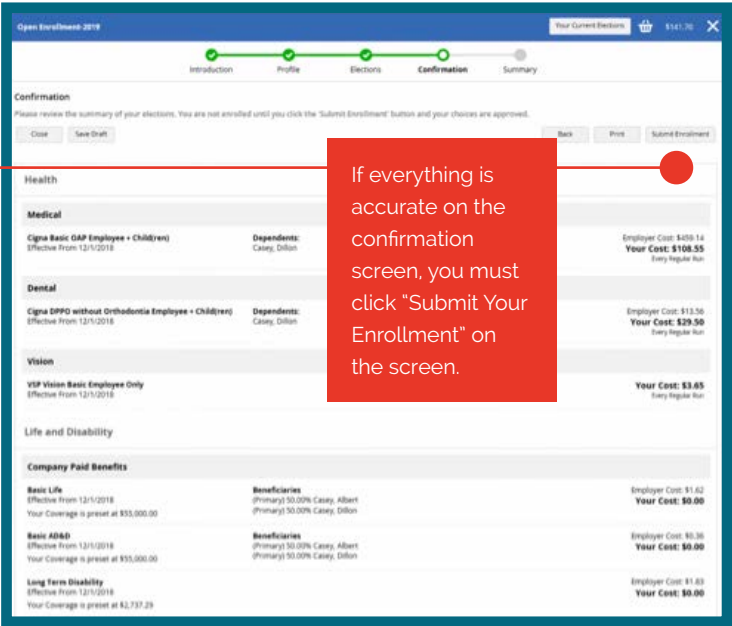 Open Enrollment-2019 Your Current Elections $141.70
Introduction Profile Elections Confirmation Summary
Confirmation
Please review the summary of your elections. You are not enrolled until you click the 'Submit Enrollment' button and your choices are approved.
Close Save Draft Back Print Submit Enrollment
If everything is
accurate on the
confirmation
screen, you must
click "Submit Your
Enrollment" on
the screen.
Health
Medical
Cigna Basic OAP Employee + Child(ren) Dependents: Employer Cost: $459.14
Effective From 12/1/2018 Casey, Dillon Your Cost: $108.55
Every Regular Run
Dental
Cigna DPPO without Orthodontia Employee + Child(ren) Dependents: Employer Cost: $13.56
Effective From 12/1/2018 Casey, Dillon Your Cost: $29.50
Every Regular Run
Vision
VSP Vision Basic Employee Only Your Cost: $3.65
Effective From 12/1/2018 Every Regular Run
Life and Disability
Company Paid Benefits
Basic Life Beneficiaries Employer Cost: $1.62
Effective From 12/1/2018 (Primary) 50.00% Casey, Albert Your Cost: $0.00
Your Coverage is preset at $55,000.00 (Primary) 50.00% Casey, Dillon
Basic AD&D Beneficiaries Employer Cost: $0.36
Effective From 12/1/2018 (Primary) 50.00% Casey, Albert Your Cost: $0.00
Your Coverage is preset at $55,000.00 (Primary) 50.00% Casey, Dillon
Long Term Disability Employer Cost: $1.83
Effective From 12/1/2018 Your Cost: $0.00
Your Coverage is preset at $2,737.29